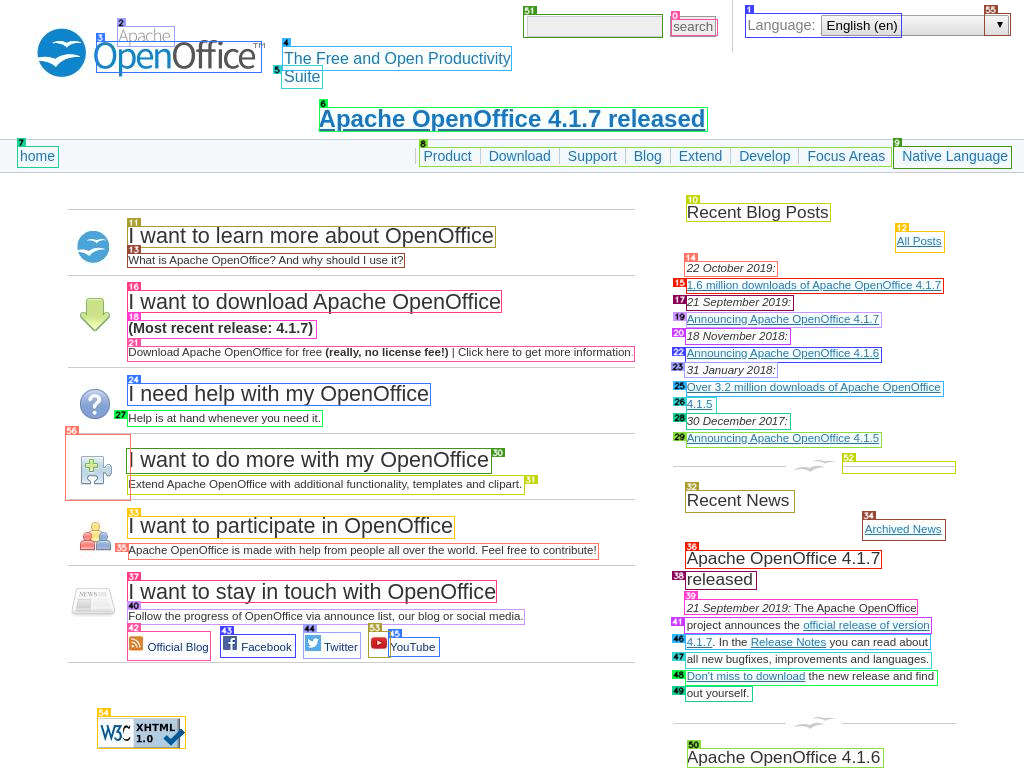 search
Language: English (en)
Apache
OpenOffice™
The Free and Open Productivity
Suite
Apache OpenOffice 4.1.7 released
home
Product
Download
Support
Blog
Extend
Develop
Focus Areas
Native Language
I want to learn more about OpenOffice
What is Apache OpenOffice? And why should I use it?
I want to download Apache OpenOffice
(Most recent release: 4.1.7)
Download Apache OpenOffice for free (really, no license fee!) | Click here to get more information.
I need help with my OpenOffice
Help is at hand whenever you need it.
I want to do more with my OpenOffice
Extend Apache OpenOffice with additional functionality, templates and clipart.
I want to participate in OpenOffice
Apache OpenOffice is made with help from people all over the world. Feel free to contribute!
NEWS
I want to stay in touch with OpenOffice
Follow the progress of OpenOffice via announce list, our blog or social media.
Official Blog
Facebook
Twitter
YouTube
W3C XHTML
1.0
Recent Blog Posts
All Posts
22 October 2019:
1.6 million downloads of Apache OpenOffice 4.1.7
21 September 2019:
Announcing Apache OpenOffice 4.1.7
18 November 2018:
Announcing Apache OpenOffice 4.1.6
31 January 2018:
Over 3.2 million downloads of Apache OpenOffice
4.1.5
30 December 2017:
Announcing Apache OpenOffice 4.1.5
Recent News
Archived News
Apache OpenOffice 4.1.7
released
21 September 2019: The Apache OpenOffice
project announces the official release of version
4.1.7. In the Release Notes you can read about
all new bugfixes, improvements and languages.
Don't miss to download the new release and find
out yourself.
Apache OpenOffice 4.1.6
0
1
2
3
4
5
6
7
8
9
10
11
12
13
14
15
16
17
18
19
20
21
22
23
24
25
26
27
28
29
30
31
32
33
34
35
36
37
38
39
40
41
42
43
44
45
46
47
48
49
50
51
52
53
54
55
56